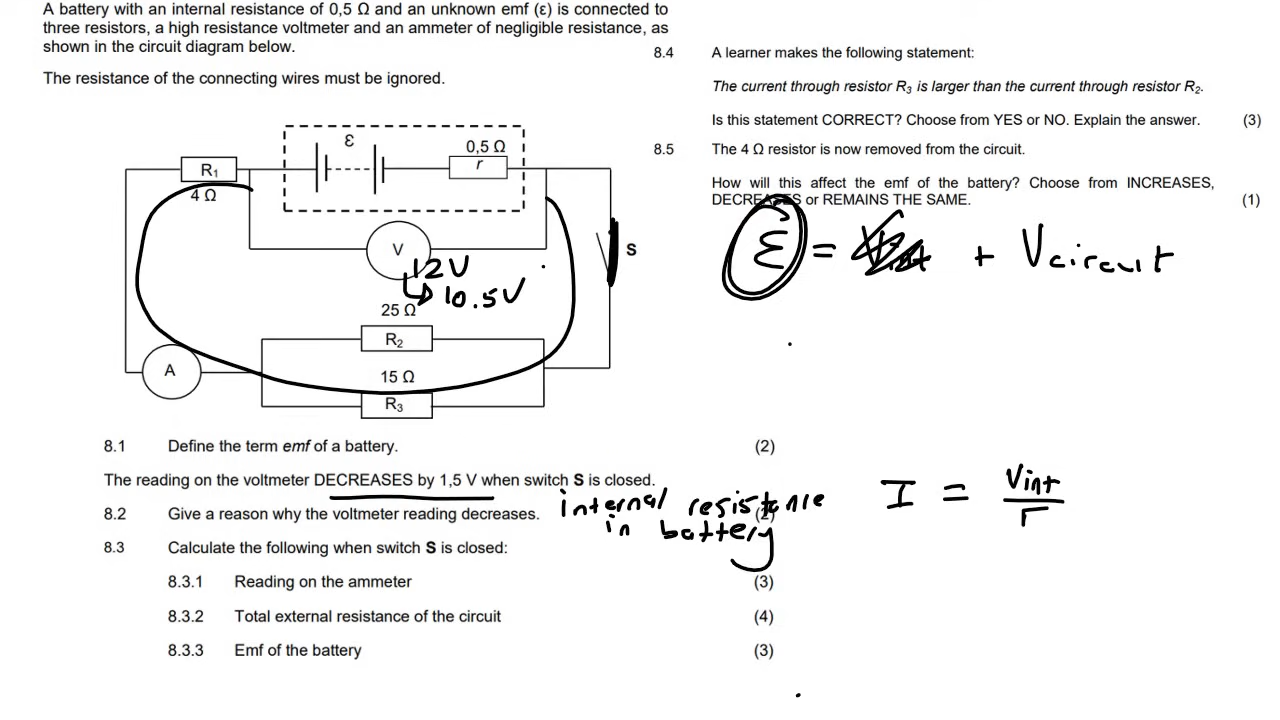 A battery with an internal resistance of 0,5 Ω and an unknown emf (ε) is connected to
three resistors, a high resistance voltmeter and an ammeter of negligible resistance, as
shown in the circuit diagram below.
The resistance of the connecting wires must be ignored.
ε
0,5 Ω
r
R₁
4 Ω
V
S
12V
10.5V
25 Ω
R₂
A
15 Ω
R₃
8.1 Define the term emf of a battery. (2)
The reading on the voltmeter DECREASES by 1,5 V when switch S is closed.
8.2 Give a reason why the voltmeter reading decreases. (2)
internal resistance
in battery
8.3 Calculate the following when switch S is closed:
8.3.1 Reading on the ammeter (3)
8.3.2 Total external resistance of the circuit (4)
8.3.3 Emf of the battery (3)
8.4 A learner makes the following statement:
The current through resistor R₃ is larger than the current through resistor R₂.
Is this statement CORRECT? Choose from YES or NO. Explain the answer. (3)
8.5 The 4 Ω resistor is now removed from the circuit.
How will this affect the emf of the battery? Choose from INCREASES,
DECREASES or REMAINS THE SAME. (1)
ε = Vint + Vcircuit
I = Vint / r